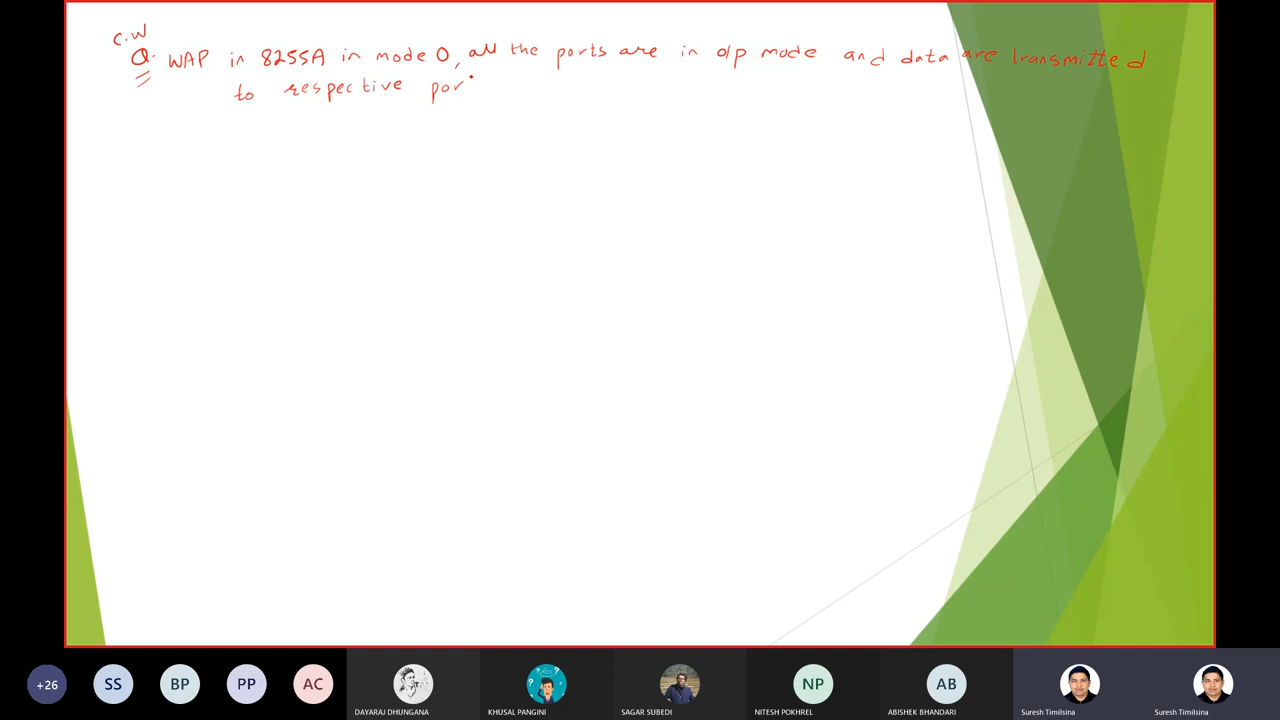 C.W
Q. WAP in 8255A in mode 0, all the ports are in o/p mode and data are transmitted
to respective por
+26
SS
BP
PP
AC
DAYARAJ DHUNGANA
KHUSAL PANGINI
SAGAR SUBEDI
NP
NITESH POKHREL
AB
ABISHEK BHANDARI
Suresh Timilsina
Suresh Timilsina